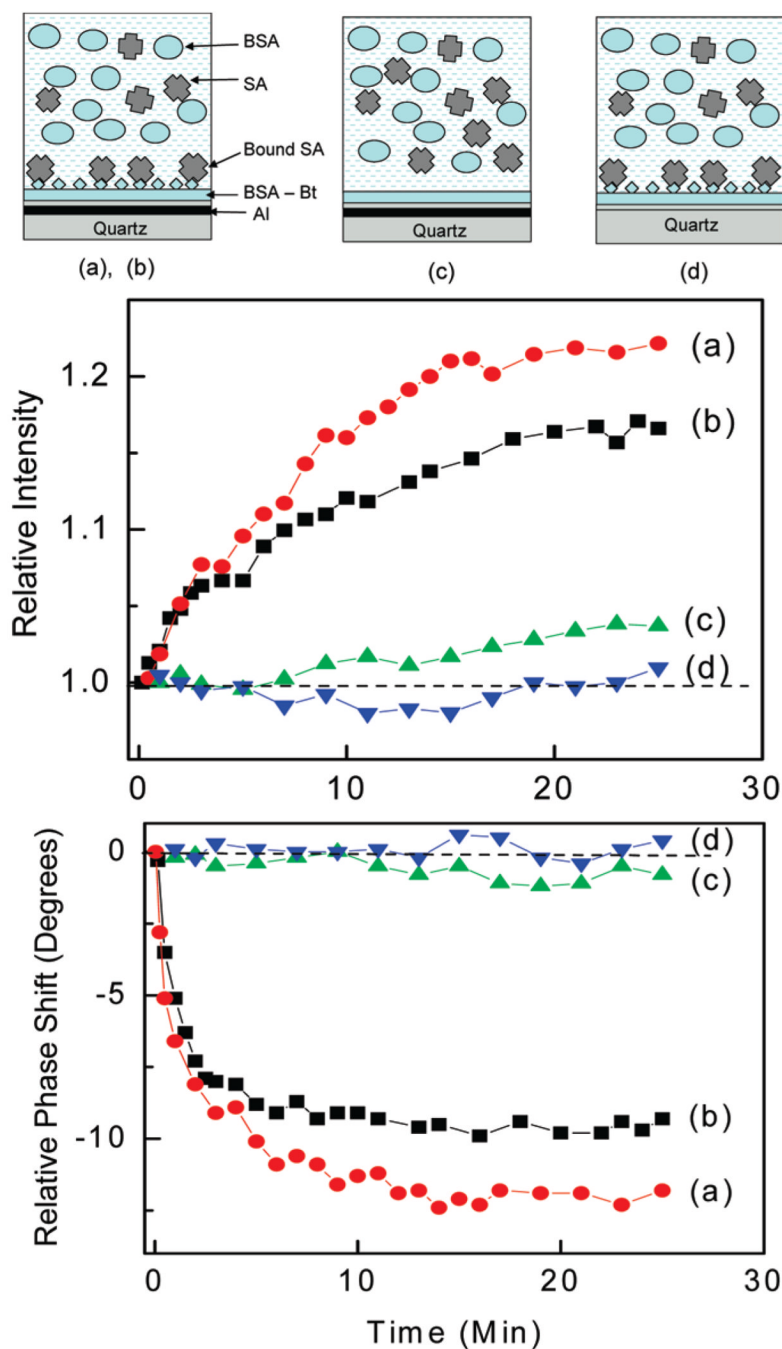 BSA
SA
Bound SA
BSA – Bt
Al
Quartz
Quartz
Quartz
(a), (b)
(c)
(d)
Relative Intensity
1.2
1.10
1.0
(a)
(b)
(c)
(d)
0
10
20
30
Relative Phase Shift (Degrees)
0
-5
-10
(d)
(c)
(b)
(a)
0
10
20
30
Time (Min)